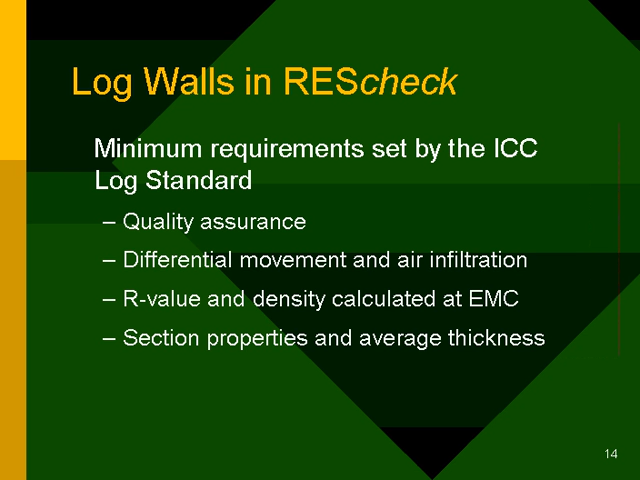 Log Walls in REScheck
Minimum requirements set by the ICC
Log Standard
– Quality assurance
– Differential movement and air infiltration
– R-value and density calculated at EMC
– Section properties and average thickness
14